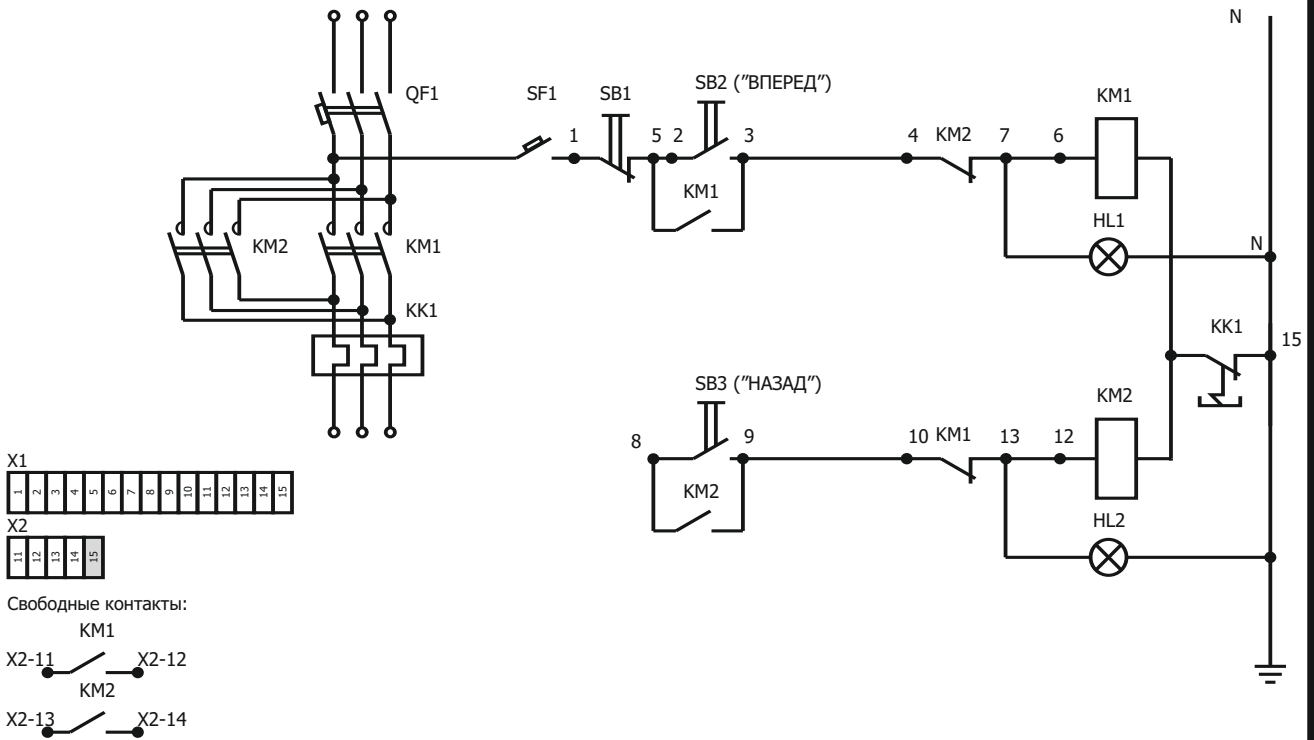 N
SB2 (″ВПЕРЕД″)
QF1 SF1 SB1 KM1
1 5 2 3 4 KM2 7 6
KM1
HL1
KM2 KM1 N
KK1
KK1 15
SB3 (″НАЗАД″) KM2
8 9 10 KM1 13 12
X1
1 2 3 4 5 6 7 8 9 10 11 12 13 14 15
KM2
HL2
X2
11 12 13 14 15
Свободные контакты:
KM1
X2-11 X2-12
KM2
X2-13 X2-14